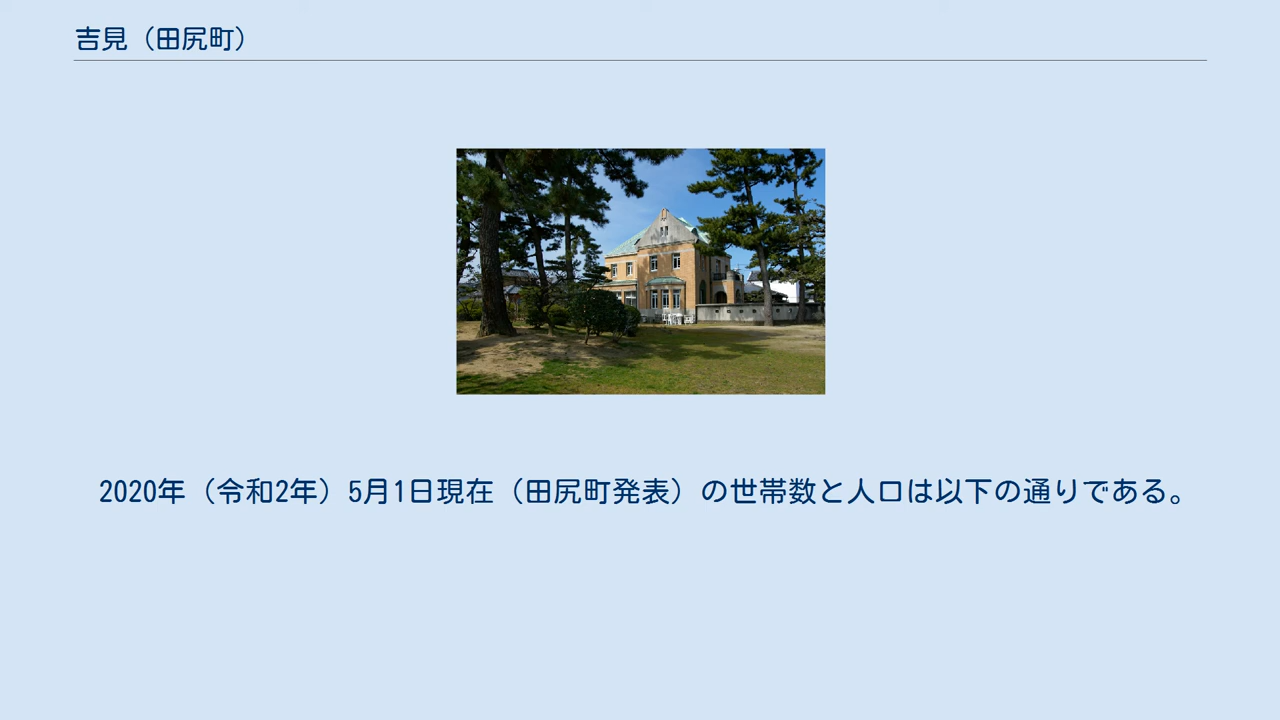 吉見（田尻町）
2020年（令和2年）5月1日現在（田尻町発表）の世帯数と人口は以下の通りである。